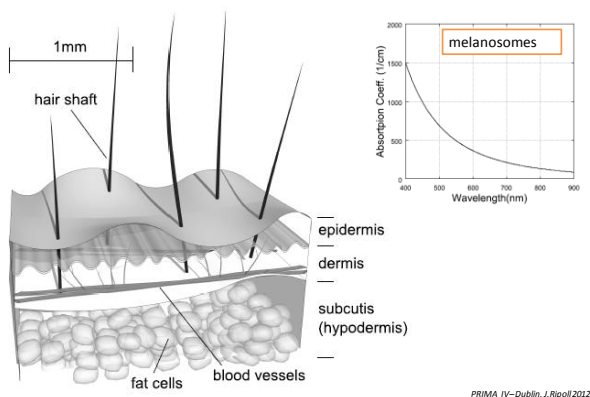 1mm
hair shaft
epidermis
dermis
subcutis
(hypodermis)
blood vessels
fat cells
melanosomes
2000
1500
1000
500
0
Absortpion Coeff. (1/cm)
400 500 600 700 800 900
Wavelength(nm)
PRIMA IV–Dublin, J.Ripoll 2012